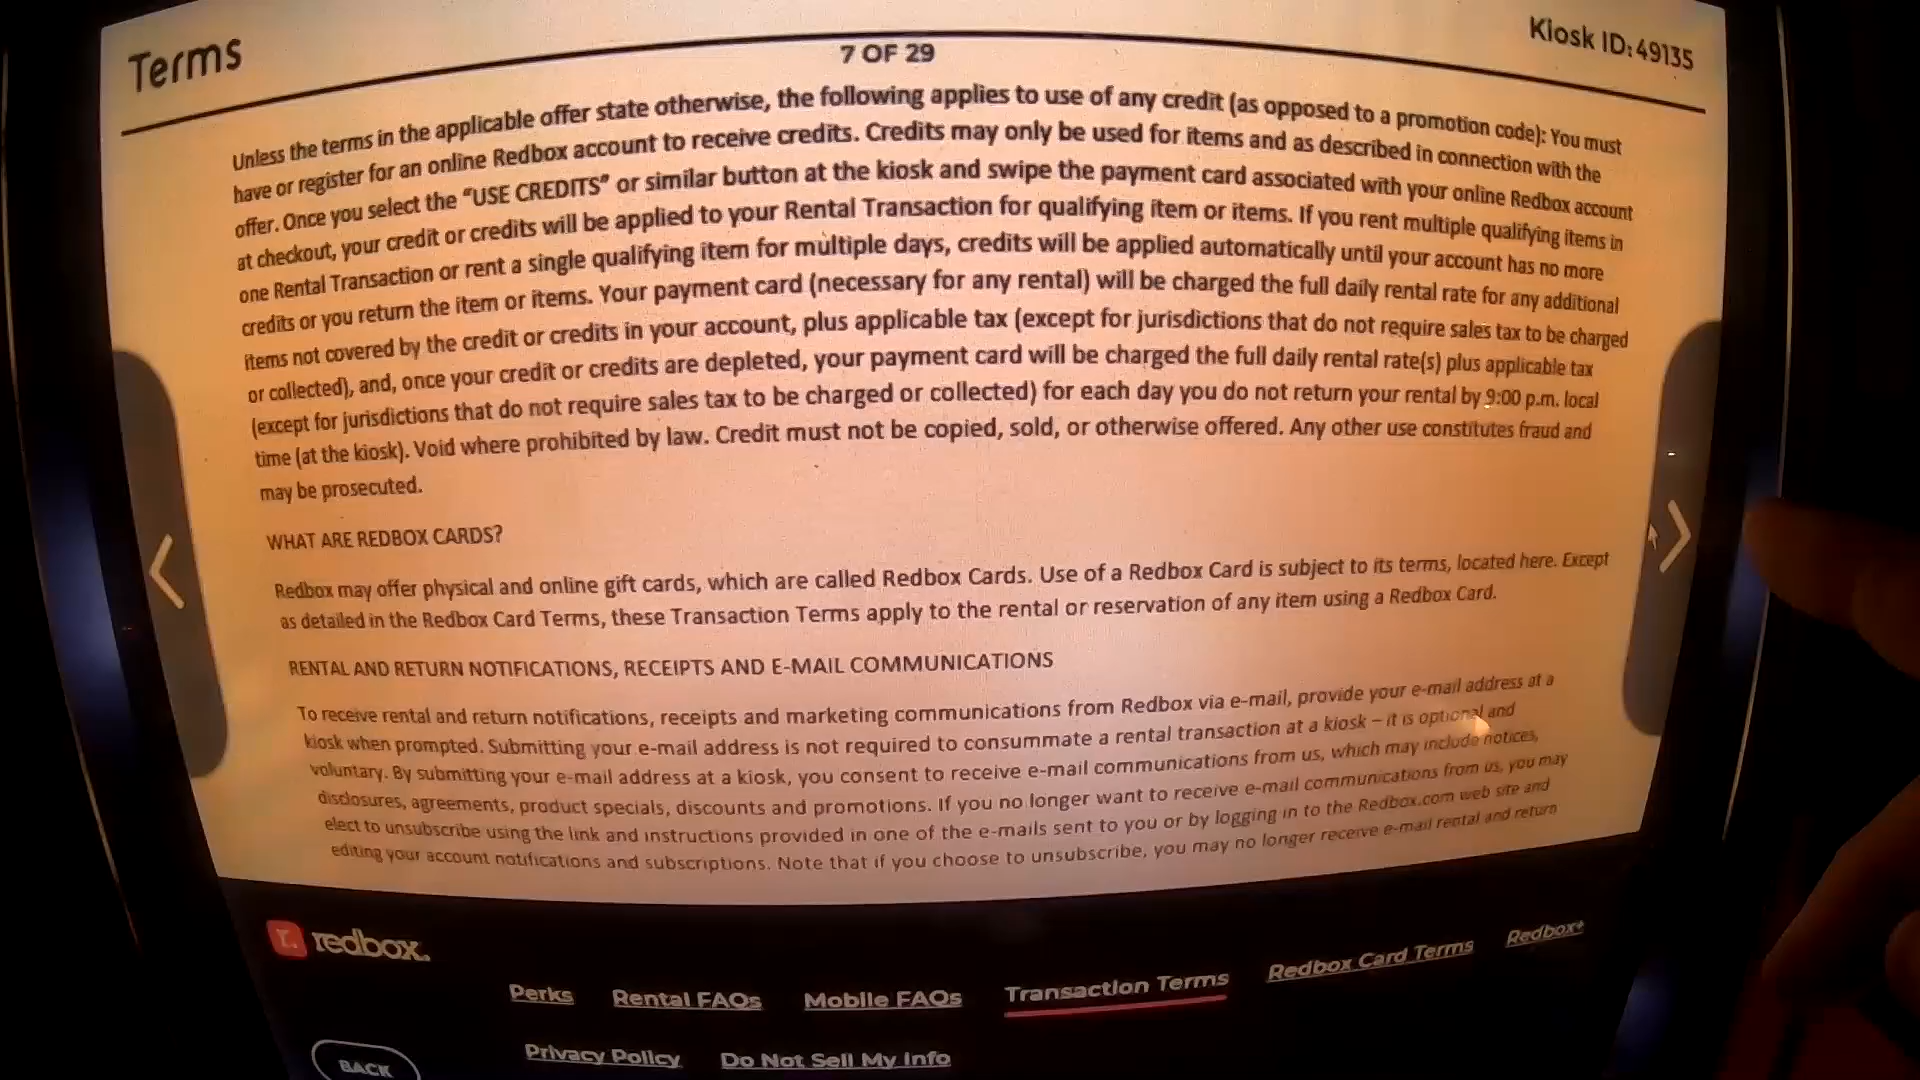 Terms
7 OF 29
Kiosk ID:49135
Unless the terms in the applicable offer state otherwise, the following applies to use of any credit (as opposed to a promotion code): You must
have or register for an online Redbox account to receive credits. Credits may only be used for items and as described in connection with the
offer. Once you select the "USE CREDITS" or similar button at the kiosk and swipe the payment card associated with your online Redbox account
at checkout, your credit or credits will be applied to your Rental Transaction for qualifying item or items. If you rent multiple qualifying items in
one Rental Transaction or rent a single qualifying item for multiple days, credits will be applied automatically until your account has no more
credits or you return the item or items. Your payment card (necessary for any rental) will be charged the full daily rental rate for any additional
items not covered by the credit or credits in your account, plus applicable tax (except for jurisdictions that do not require sales tax to be charged
or collected), and, once your credit or credits are depleted, your payment card will be charged the full daily rental rate(s) plus applicable tax
(except for jurisdictions that do not require sales tax to be charged or collected) for each day you do not return your rental by 9:00 p.m. local
time (at the kiosk). Void where prohibited by law. Credit must not be copied, sold, or otherwise offered. Any other use constitutes fraud and
may be prosecuted.
WHAT ARE REDBOX CARDS?
Redbox may offer physical and online gift cards, which are called Redbox Cards. Use of a Redbox Card is subject to its terms, located here. Except
as detailed in the Redbox Card Terms, these Transaction Terms apply to the rental or reservation of any item using a Redbox Card.
RENTAL AND RETURN NOTIFICATIONS, RECEIPTS AND E-MAIL COMMUNICATIONS
To receive rental and return notifications, receipts and marketing communications from Redbox via e-mail, provide your e-mail address at a
kiosk when prompted. Submitting your e-mail address is not required to consummate a rental transaction at a kiosk – it is optional and
voluntary. By submitting your e-mail address at a kiosk, you consent to receive e-mail communications from us, which may include notices,
disclosures, agreements, product specials, discounts and promotions. If you no longer want to receive e-mail communications from us, you may
elect to unsubscribe using the link and instructions provided in one of the e-mails sent to you or by logging in to the Redbox.com web site and
editing your account notifications and subscriptions. Note that if you choose to unsubscribe, you may no longer receive e-mail rental and return
r. redbox.
Perks Rental FAQs Mobile FAQs Transaction Terms Redbox Card Terms Redbox+
Privacy Policy Do Not Sell My Info
BACK